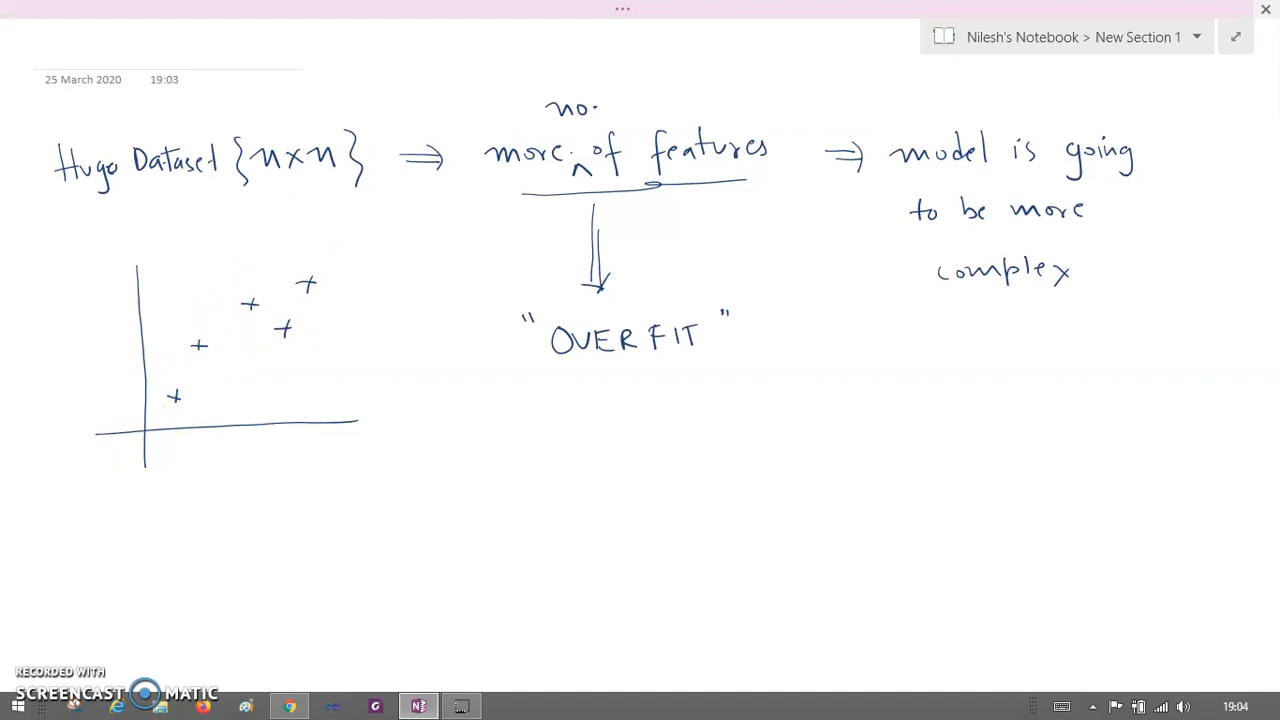 ...
Nilesh's Notebook > New Section 1
25 March 2020 19:03
no.
Huge Dataset {n×n} ⇒ more ^ of features ⇒ model is going
to be more
complex
" OVERFIT "
RECORDED WITH
SCREENCAST MATIC
19:04